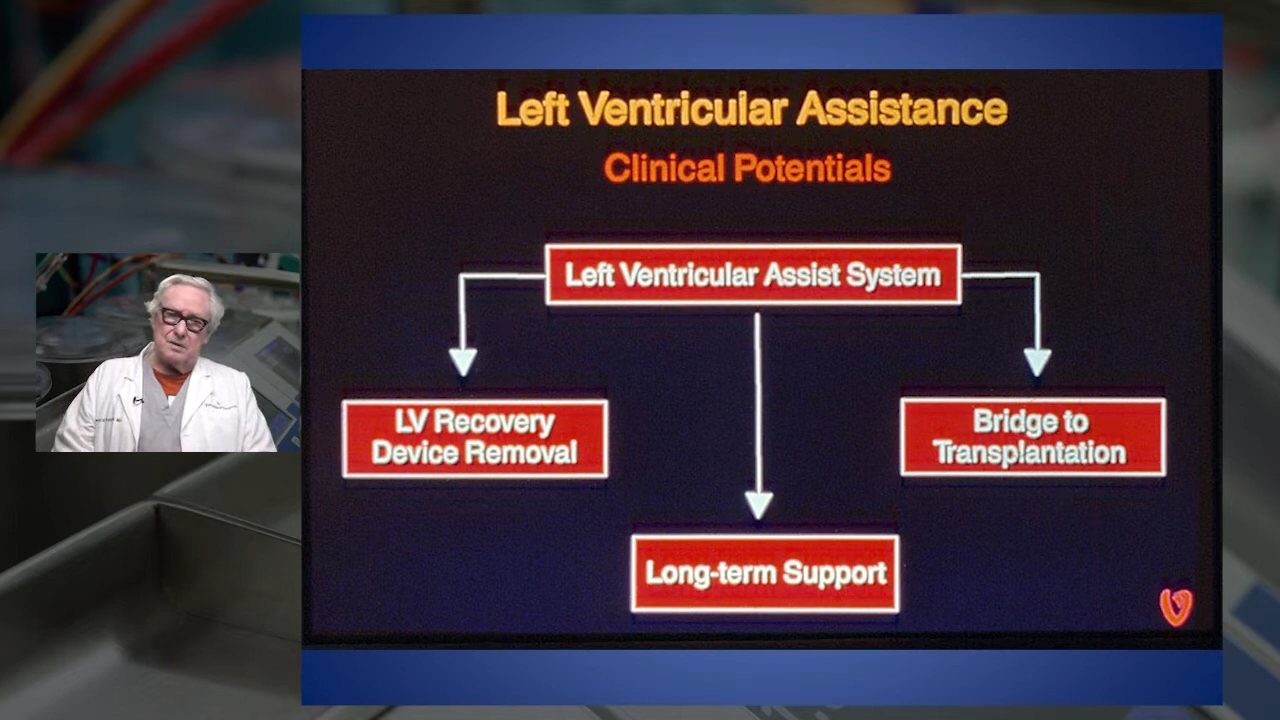 Left Ventricular Assistance
Clinical Potentials
Left Ventricular Assist System
LV Recovery
Device Removal
Bridge to
Transplantation
Long-term Support